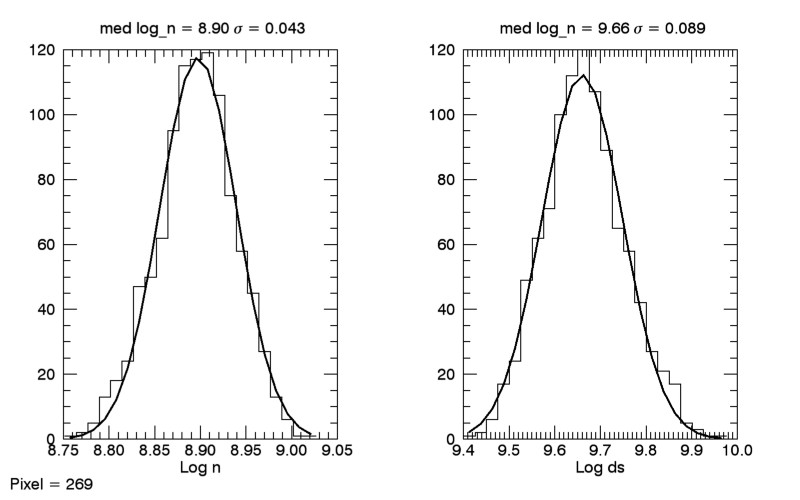 med log_n = 8.90 σ = 0.043
med log_n = 9.66 σ = 0.089
120
100
80
60
40
20
0
8.75 8.80 8.85 8.90 8.95 9.00 9.05
Log n
120
100
80
60
40
20
0
9.4 9.5 9.6 9.7 9.8 9.9 10.0
Log ds
Pixel = 269